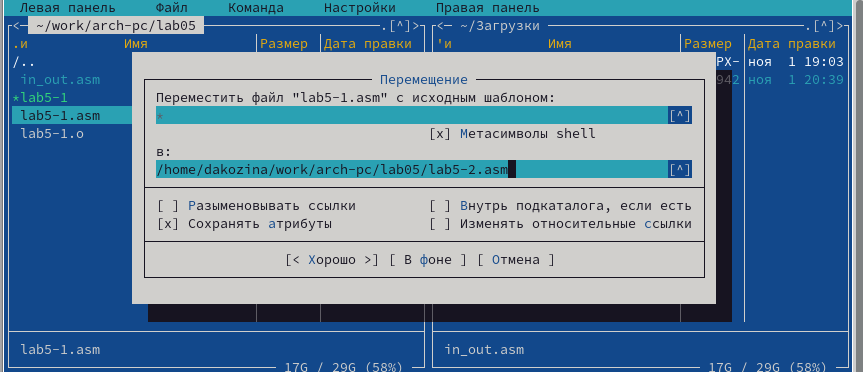 Левая панель Файл Команда Настройки Правая панель
<─ ~/work/arch-pc/lab05 .[^]> <─ ~/Загрузки .[^]>
.и Имя Размер Дата правки 'и Имя Размер Дата правки
/.. РХ- ноя 1 19:03
in_out.asm 942 ноя 1 20:39
*lab5-1
lab5-1.asm
lab5-1.o
Перемещение
Переместить файл "lab5-1.asm" с исходным шаблоном:
* [^]
[x] Метасимволы shell
в:
/home/dakozina/work/arch-pc/lab05/lab5-2.asm [^]
[ ] Разыменовывать ссылки [ ] Внутрь подкаталога, если есть
[x] Сохранять атрибуты [ ] Изменять относительные ссылки
[< Хорошо >] [ В фоне ] [ Отмена ]
lab5-1.asm in_out.asm
17G / 29G (58%) 17G / 29G (58%)